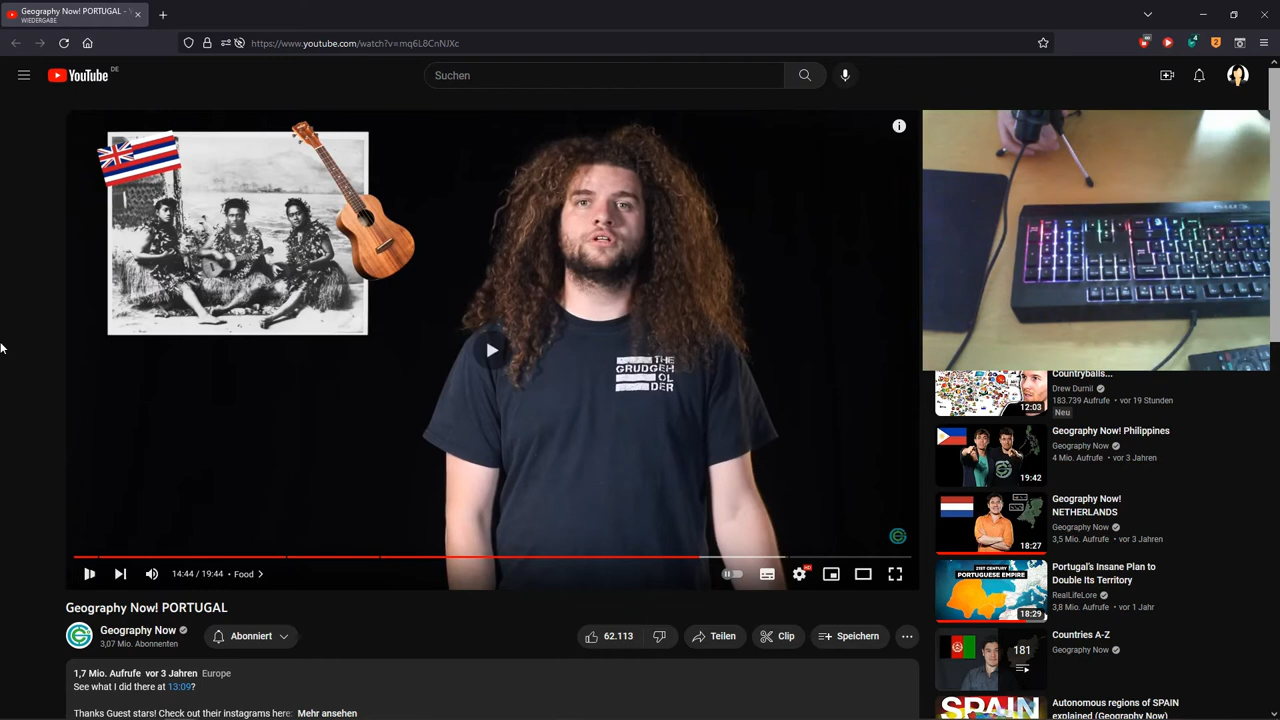 Geography Now! PORTUGAL - Y
WIEDERGABE
https://www.youtube.com/watch?v=mq6L8CnNJXc
YouTube DE
Suchen
THE
GRUDGEH
OL
DER
14:44 / 19:44 • Food
HD
Geography Now! PORTUGAL
Geography Now
3,07 Mio. Abonnenten
Abonniert
62.113
Teilen
Clip
Speichern
1,7 Mio. Aufrufe vor 3 Jahren Europe
See what I did there at 13:09?
Thanks Guest stars! Check out their instagrams here: Mehr ansehen
Countryballs...
Drew Durnil
183.739 Aufrufe • vor 19 Stunden
Neu
12:03
Geography Now! Philippines
Geography Now
4 Mio. Aufrufe • vor 3 Jahren
19:42
Geography Now!
NETHERLANDS
Geography Now
3,5 Mio. Aufrufe • vor 3 Jahren
18:27
21ST CENTURY
PORTUGUESE EMPIRE
Portugal's Insane Plan to
Double Its Territory
RealLifeLore
3,8 Mio. Aufrufe • vor 1 Jahr
18:29
Countries A-Z
Geography Now
181
SPAIN
Autonomous regions of SPAIN
explained (Geography Now)